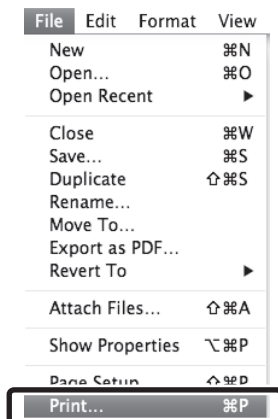 File Edit Format View
New ⌘N
Open... ⌘O
Open Recent ▶
Close ⌘W
Save... ⌘S
Duplicate ⇧⌘S
Rename...
Move To...
Export as PDF...
Revert To ▶
Attach Files... ⇧⌘A
Show Properties ⌥⌘P
Page Setup ⇧⌘P
Print... ⌘P